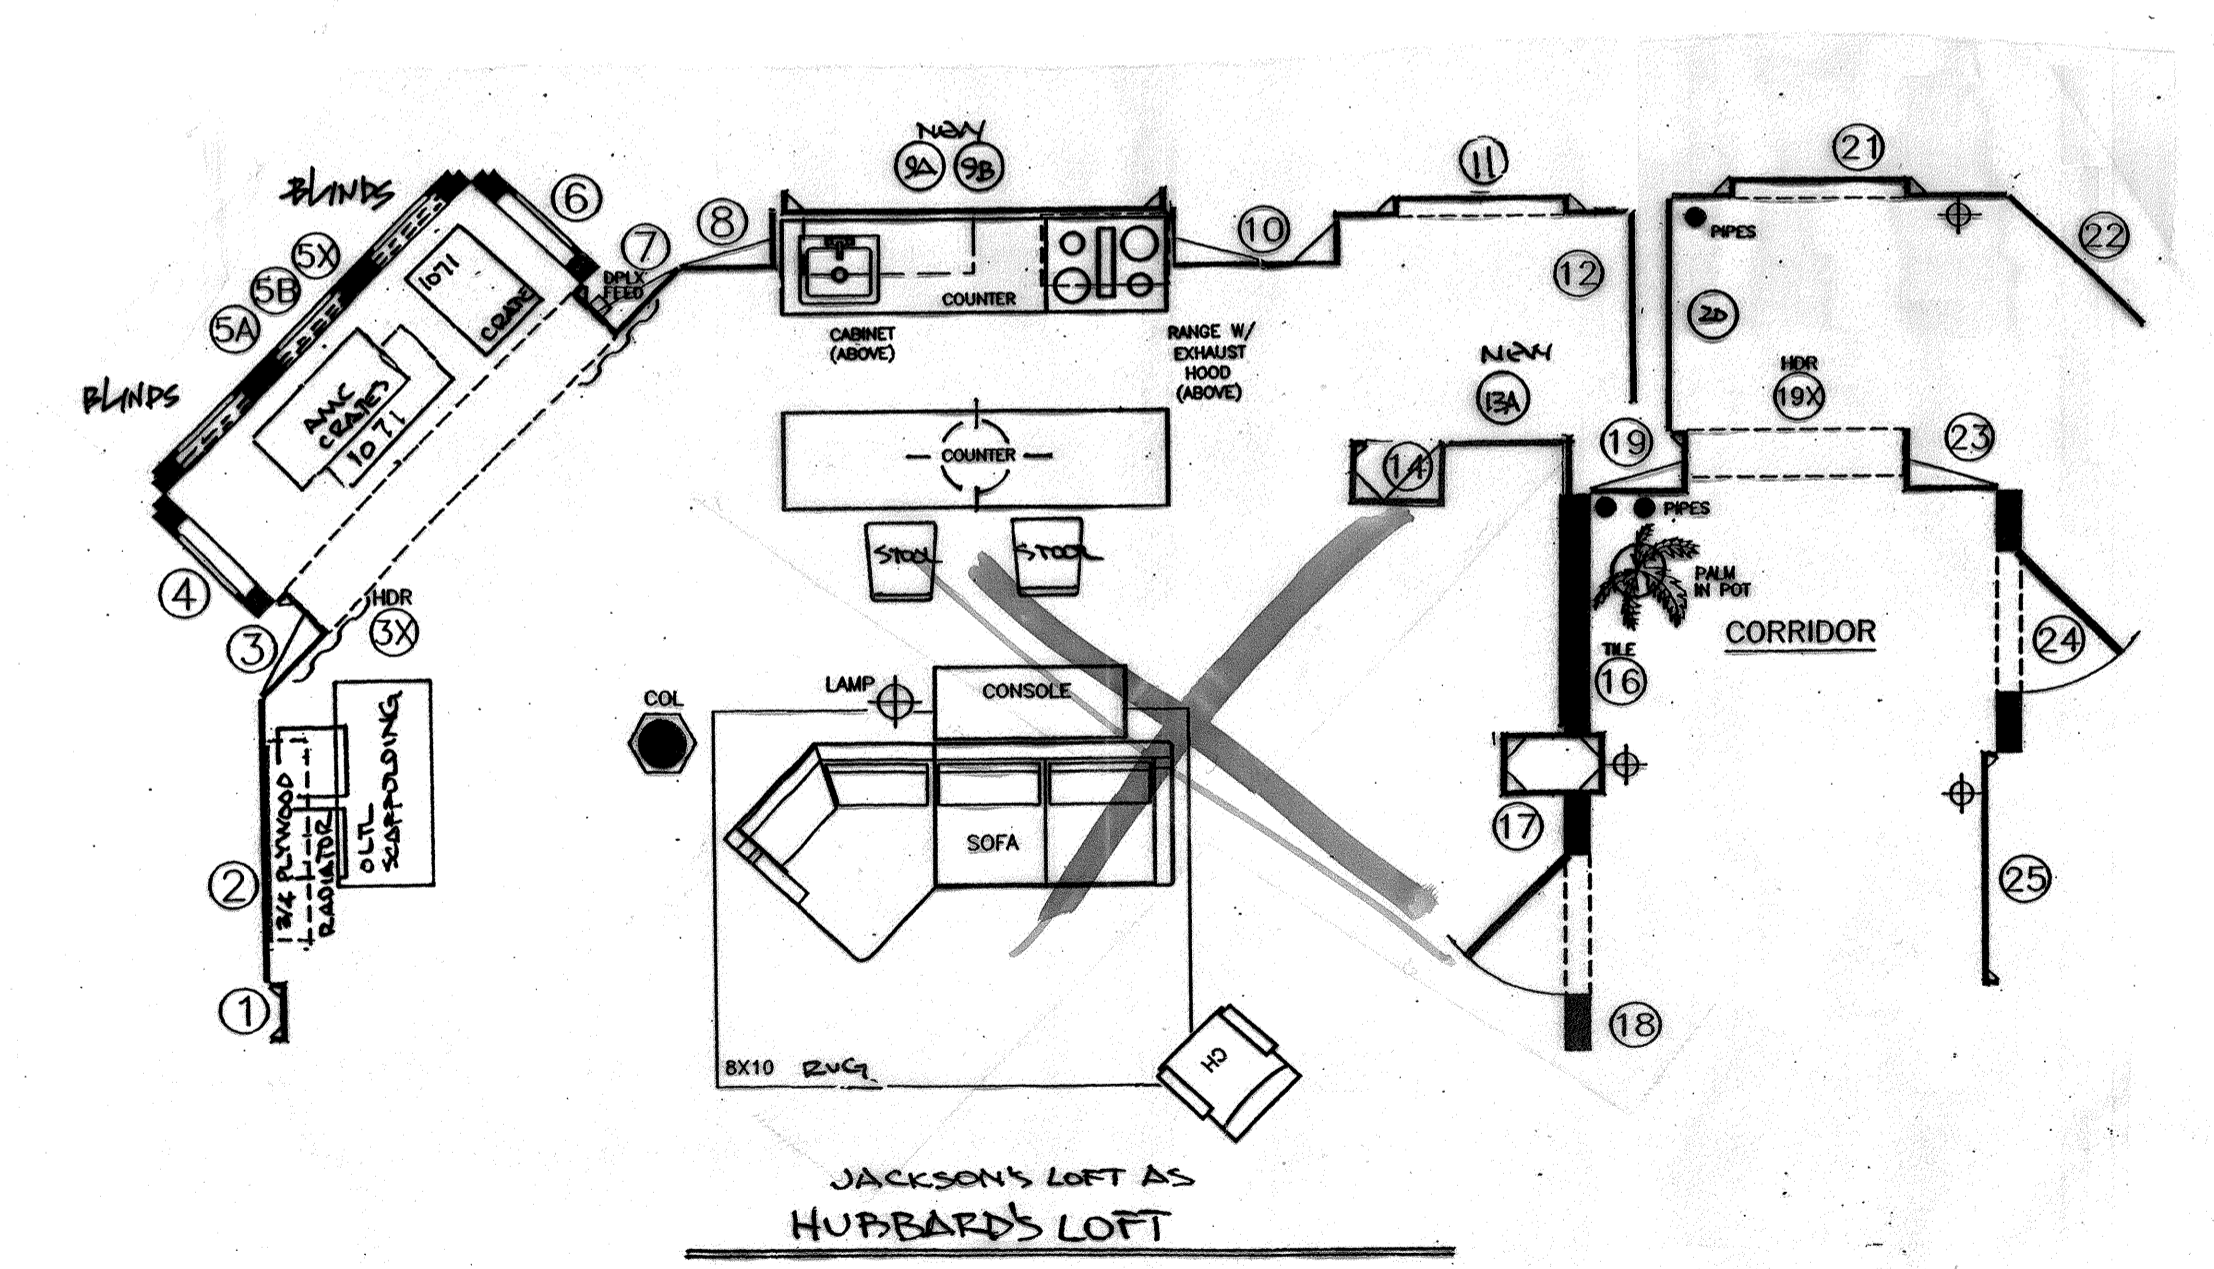 NEW
9A 9B
11
21
BLINDS
6
8
7
10
22
PIPES
5X
5B
5A
1071
CRATE
DPLX
FEED
12
20
COUNTER
CABINET
(ABOVE)
RANGE W/
EXHAUST
HOOD
(ABOVE)
NEW
13A
HDR
19X
BLINDS
AMC
CRATES
1071
COUNTER
14
19
23
PIPES
STOOL
STOOL
4
HDR
3X
3
PALM
IN POT
CORRIDOR
24
TILE
16
COL
LAMP
CONSOLE
OLTL
SCAFFOLDING
1 3/4 PLYWOOD
RADIATOR
2
SOFA
17
25
1
18
CH
8X10 RUG
JACKSON'S LOFT AS
HUBBARD'S LOFT